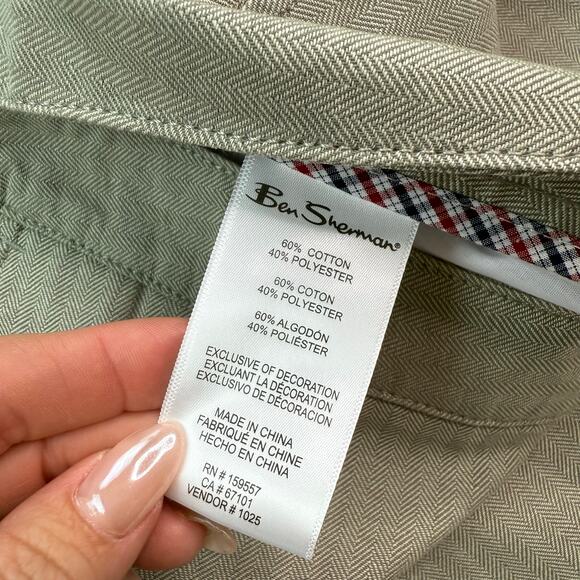 Ben Sherman®
60% COTTON
40% POLYESTER
60% COTON
40% POLYESTER
60% ALGODÓN
40% POLIÉSTER
EXCLUSIVE OF DECORATION
EXCLUANT LA DÉCORATION
EXCLUSIVO DE DECORACIÓN
MADE IN CHINA
FABRIQUÉ EN CHINE
HECHO EN CHINA
RN # 159557
CA # 67101
VENDOR # 1025